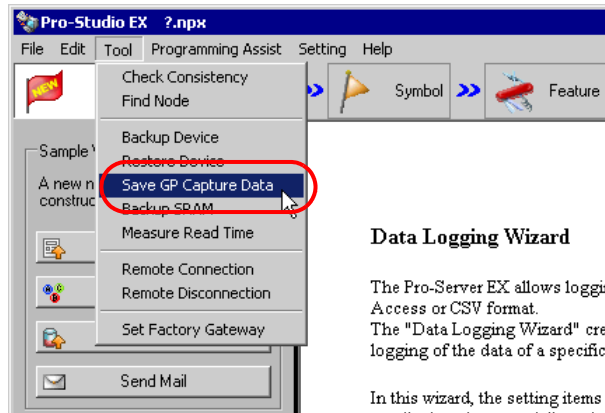 Pro-Studio EX ?.npx
File Edit Tool Programming Assist Setting Help
NEW
Symbol
Feature
Check Consistency
Find Node
Backup Device
Restore Device
Save GP Capture Data
Backup SRAM
Measure Read Time
Remote Connection
Remote Disconnection
Set Factory Gateway
Sample
A new n
construc
Send Mail
Data Logging Wizard
The Pro-Server EX allows loggi
Access or CSV format.
The "Data Logging Wizard" cre
logging of the data of a specific
In this wizard, the setting items